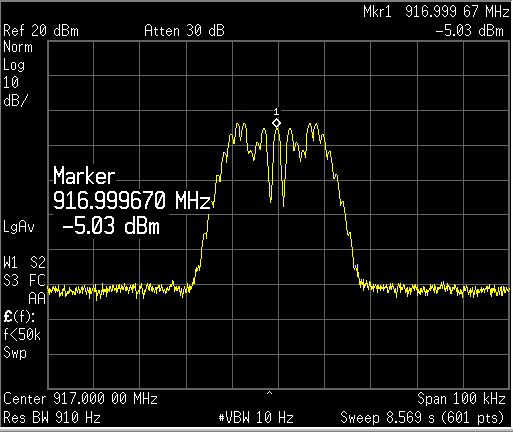 Mkr1 916.999 67 MHz
Ref 20 dBm Atten 30 dB -5.03 dBm
Norm
Log
10
dB/
1
Marker
916.999670 MHz
-5.03 dBm
LgAv
W1 S2
S3 FC
AA
£(f):
f<50k
Swp
Center 917.000 00 MHz ^ Span 100 kHz
Res BW 910 Hz #VBW 10 Hz Sweep 8.569 s (601 pts)